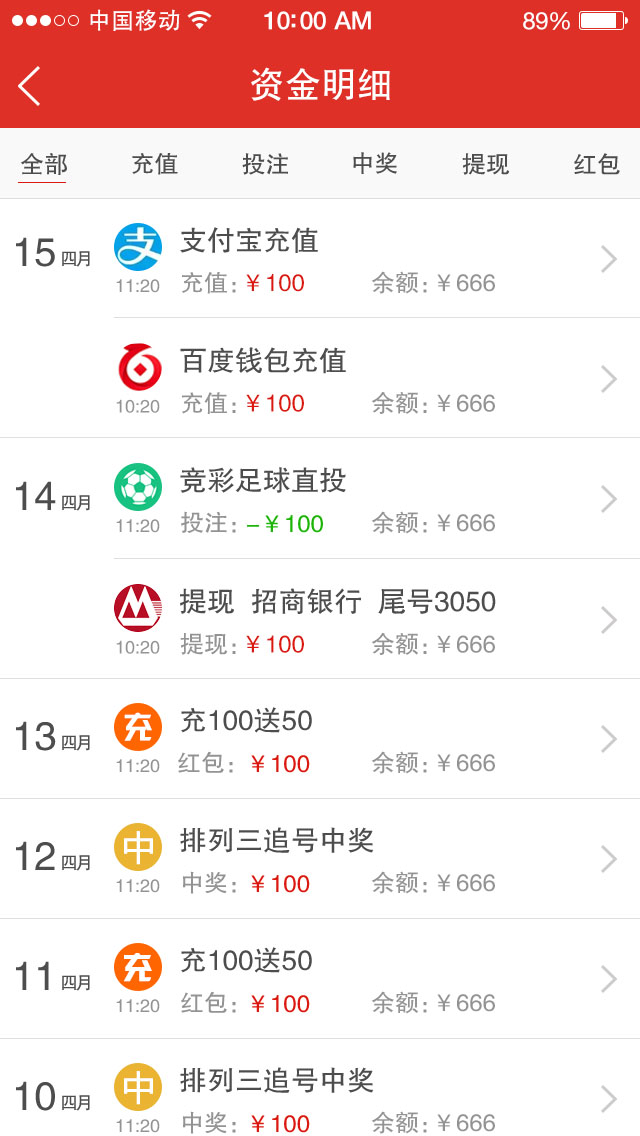 中国移动 10:00 AM 89%
资金明细
全部 充值 投注 中奖 提现 红包
15 四月 支付宝充值
11:20 充值：￥100 余额：￥666
百度钱包充值
10:20 充值：￥100 余额：￥666
14 四月 竞彩足球直投
11:20 投注：-￥100 余额：￥666
提现 招商银行 尾号3050
10:20 提现：￥100 余额：￥666
13 四月 充 充100送50
11:20 红包：￥100 余额：￥666
12 四月 中 排列三追号中奖
11:20 中奖：￥100 余额：￥666
11 四月 充 充100送50
11:20 红包：￥100 余额：￥666
10 四月 中 排列三追号中奖
11:20 中奖：￥100 余额：￥666